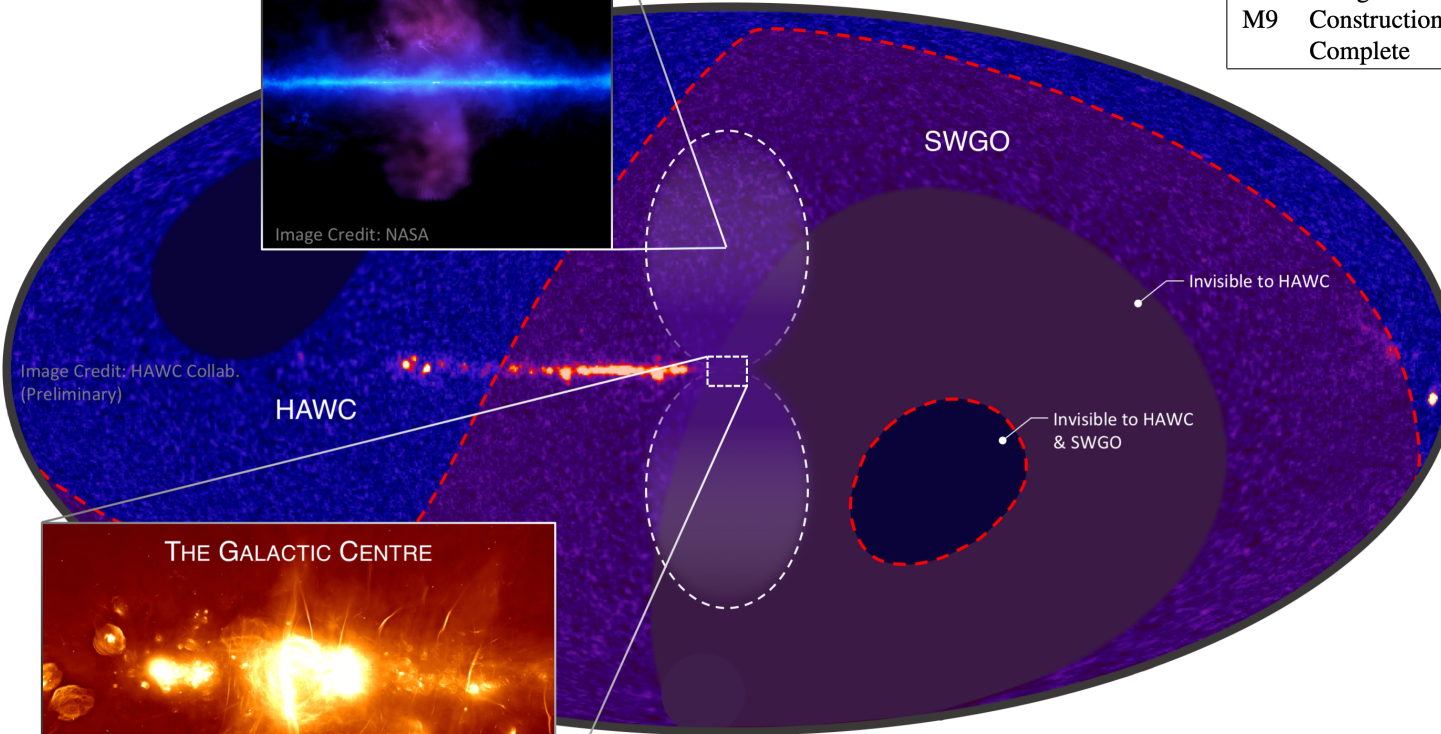 M9 Construction
Complete
SWGO
Image Credit: NASA
Invisible to HAWC
Image Credit: HAWC Collab.
(Preliminary)
HAWC
Invisible to HAWC
& SWGO
THE GALACTIC CENTRE